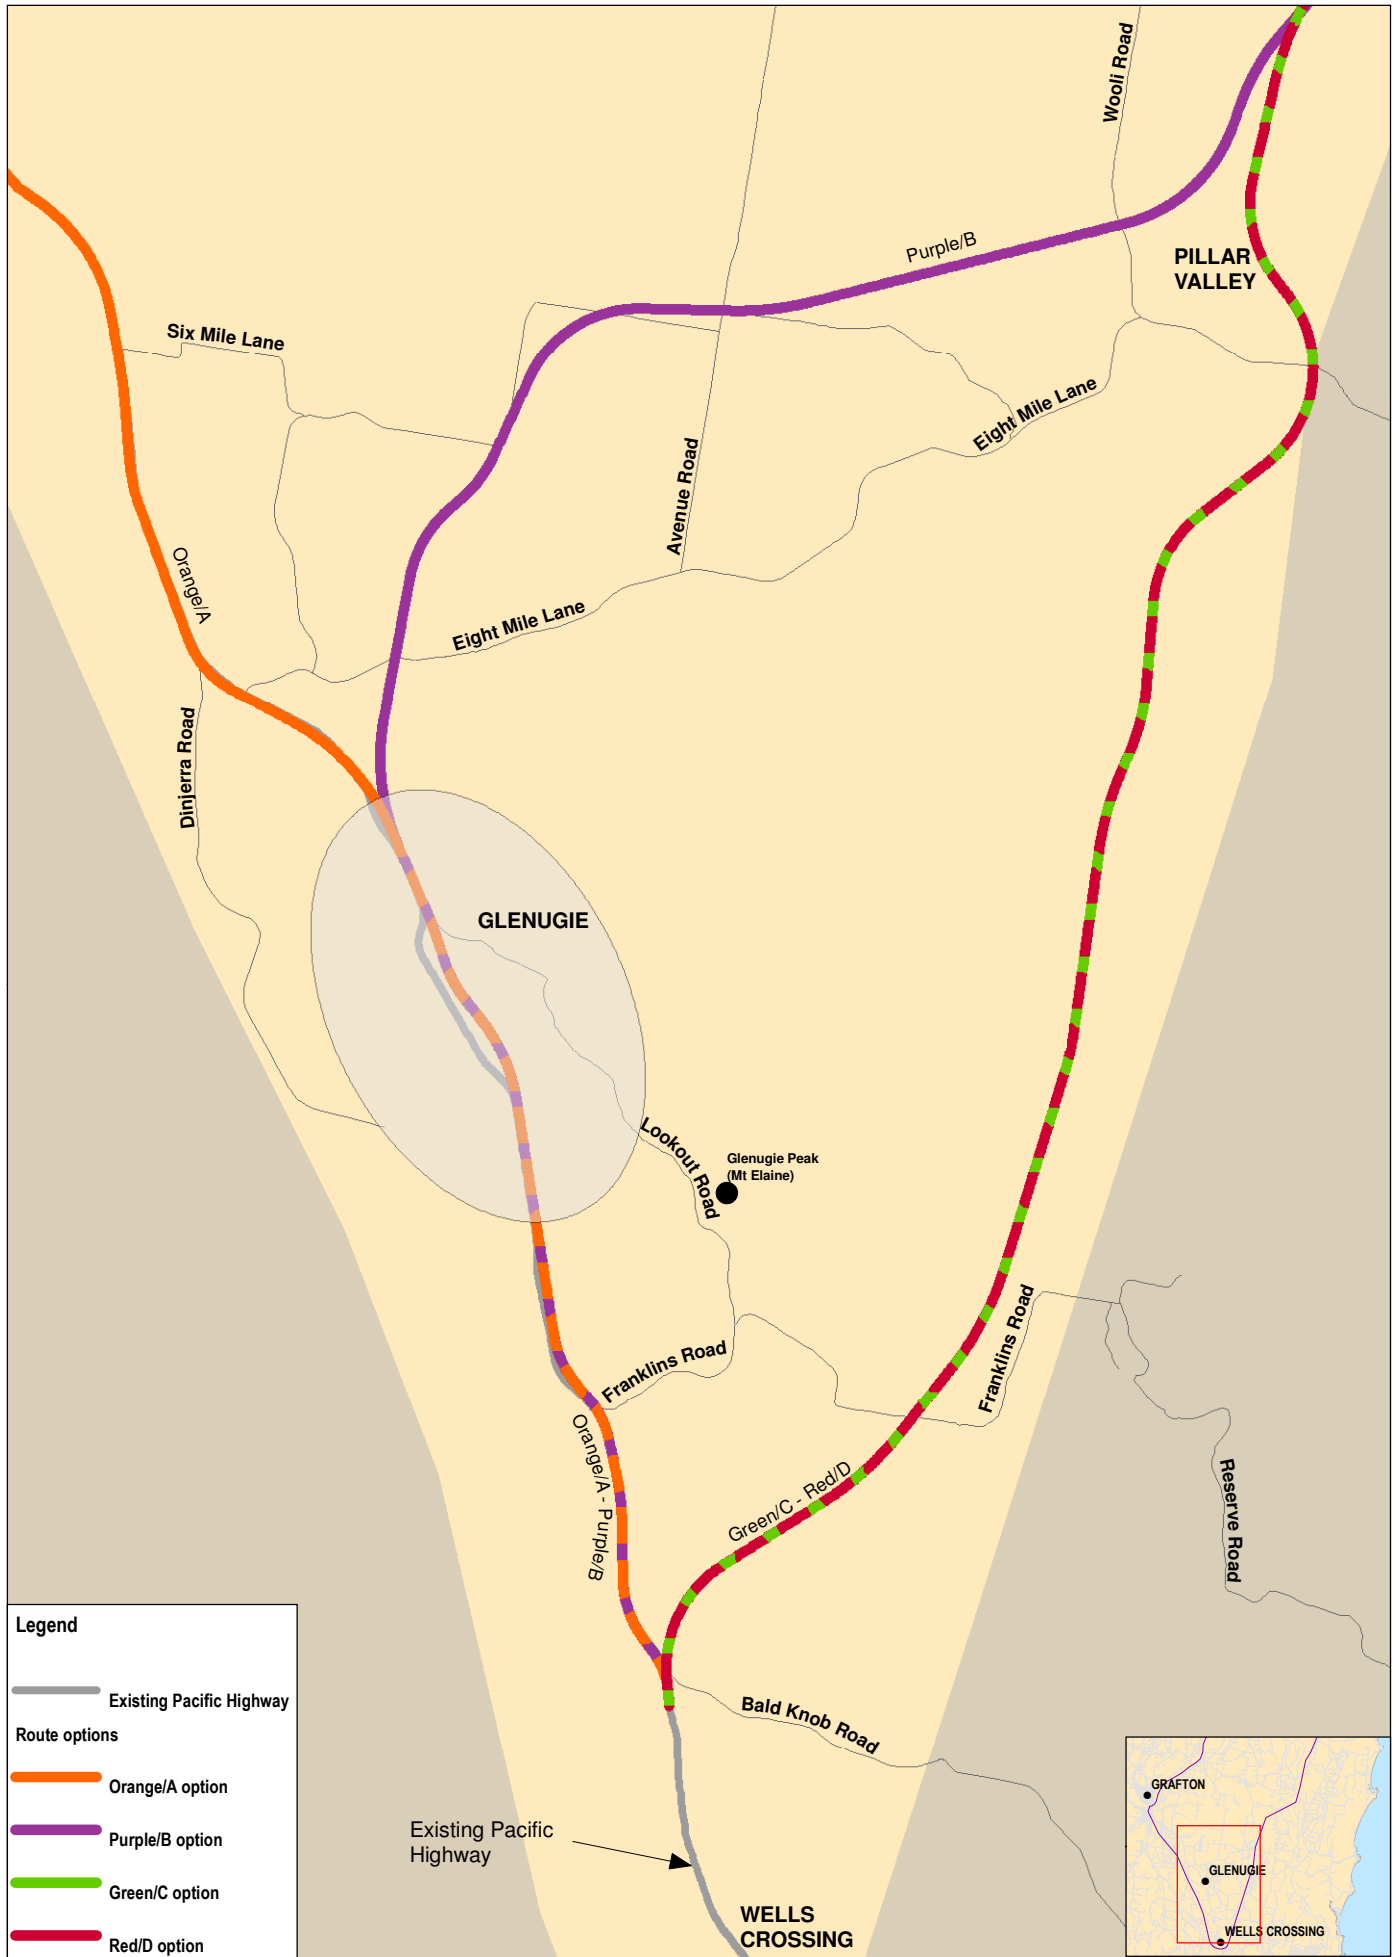 Wooli Road
Purple/B
PILLAR
VALLEY
Six Mile Lane
Eight Mile Lane
Avenue Road
Orange/A
Eight Mile Lane
Dinjerra Road
GLENUGIE
Lookout Road
Glenugie Peak
(Mt Elaine)
Franklins Road
Franklins Road
Orange/A - Purple/B
Green/C - Red/D
Reserve Road
Bald Knob Road
Existing Pacific
Highway
WELLS
CROSSING
Legend
Existing Pacific Highway
Route options
Orange/A option
Purple/B option
Green/C option
Red/D option
GRAFTON
GLENUGIE
WELLS CROSSING